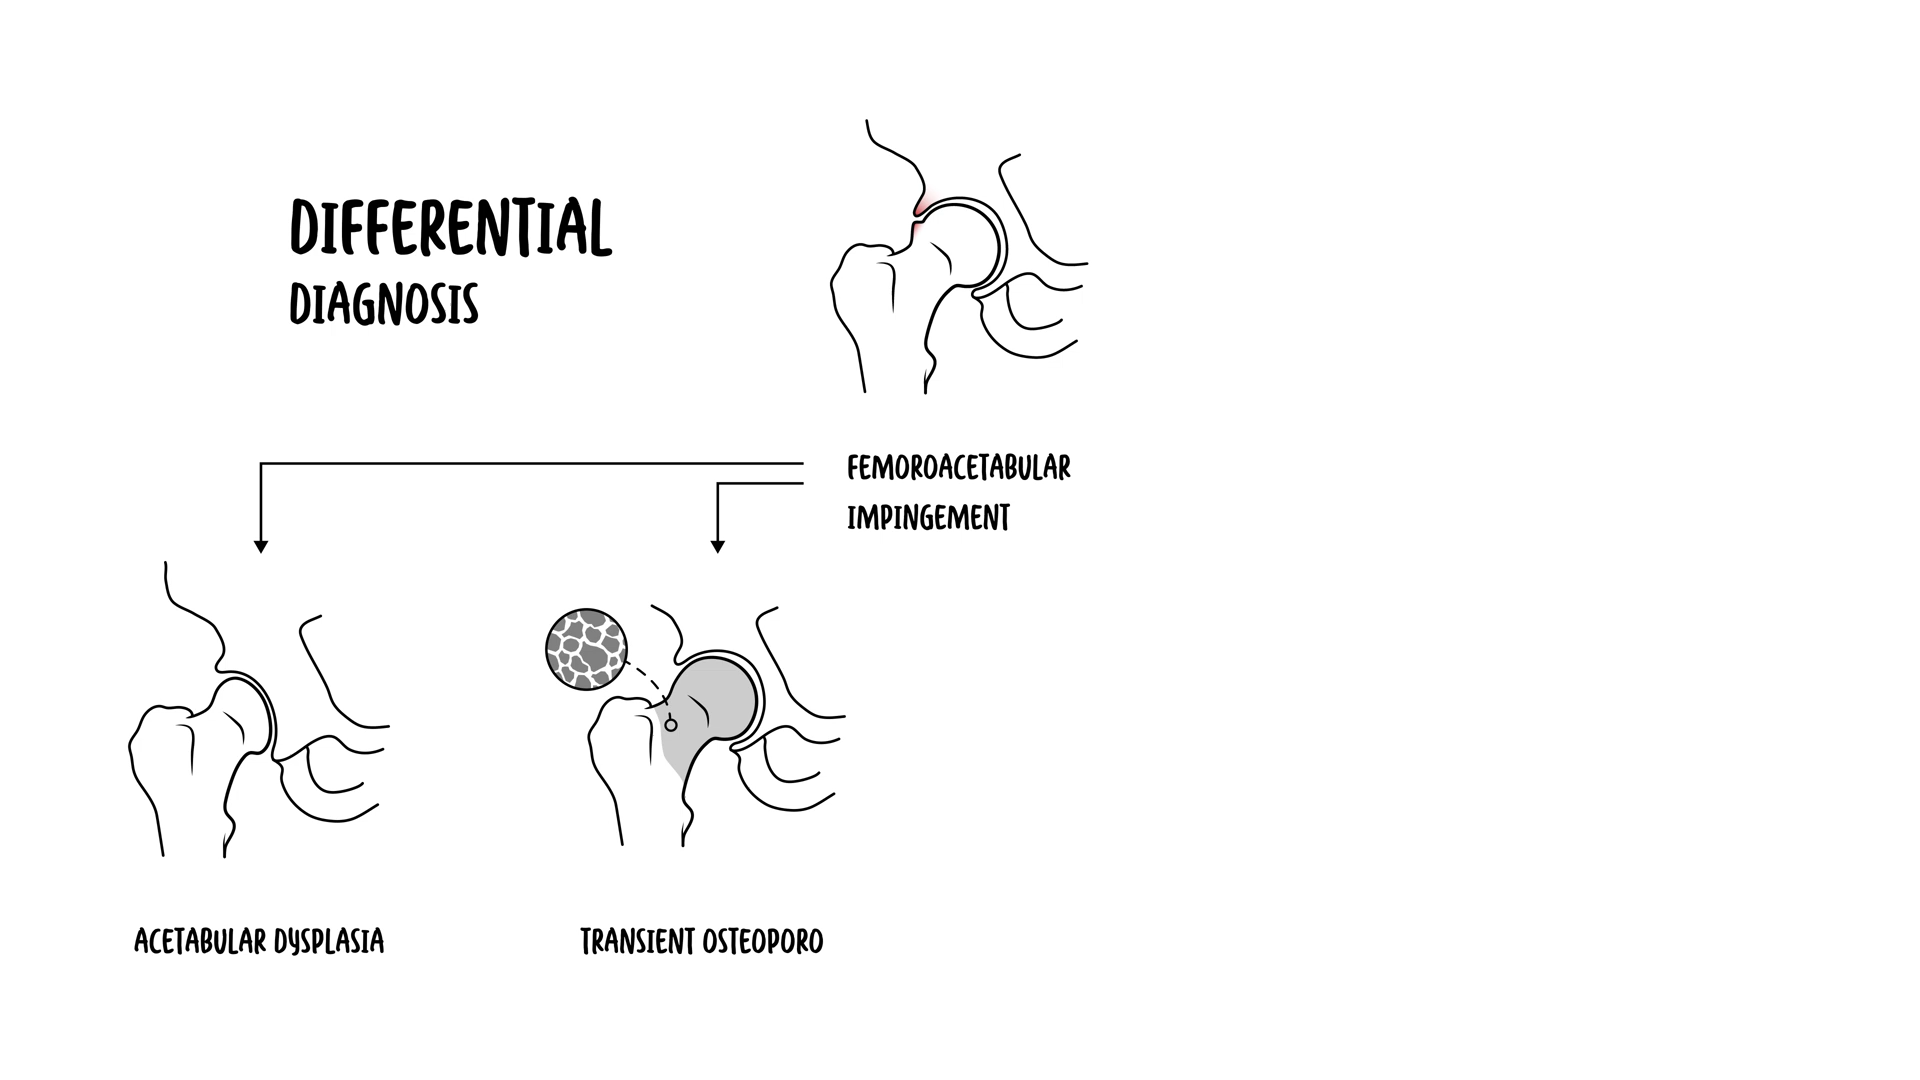 DIFFERENTIAL
DIAGNOSIS
FEMOROACETABULAR
IMPINGEMENT
ACETABULAR DYSPLASIA
TRANSIENT OSTEOPORO